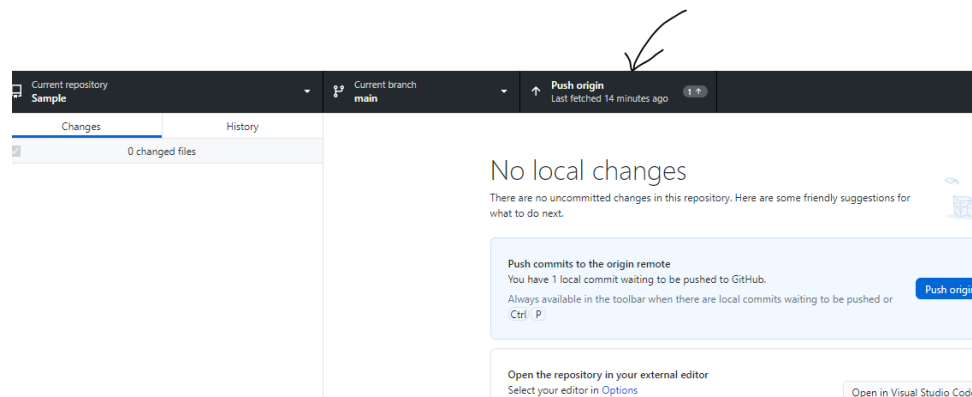 Current repository
Sample
Current branch
main
Push origin
Last fetched 14 minutes ago
1
Changes
History
0 changed files
No local changes
There are no uncommitted changes in this repository. Here are some friendly suggestions for
what to do next.
Push commits to the origin remote
You have 1 local commit waiting to be pushed to GitHub.
Always available in the toolbar when there are local commits waiting to be pushed or
Ctrl P
Push origin
Open the repository in your external editor
Select your editor in Options
Open in Visual Studio Code